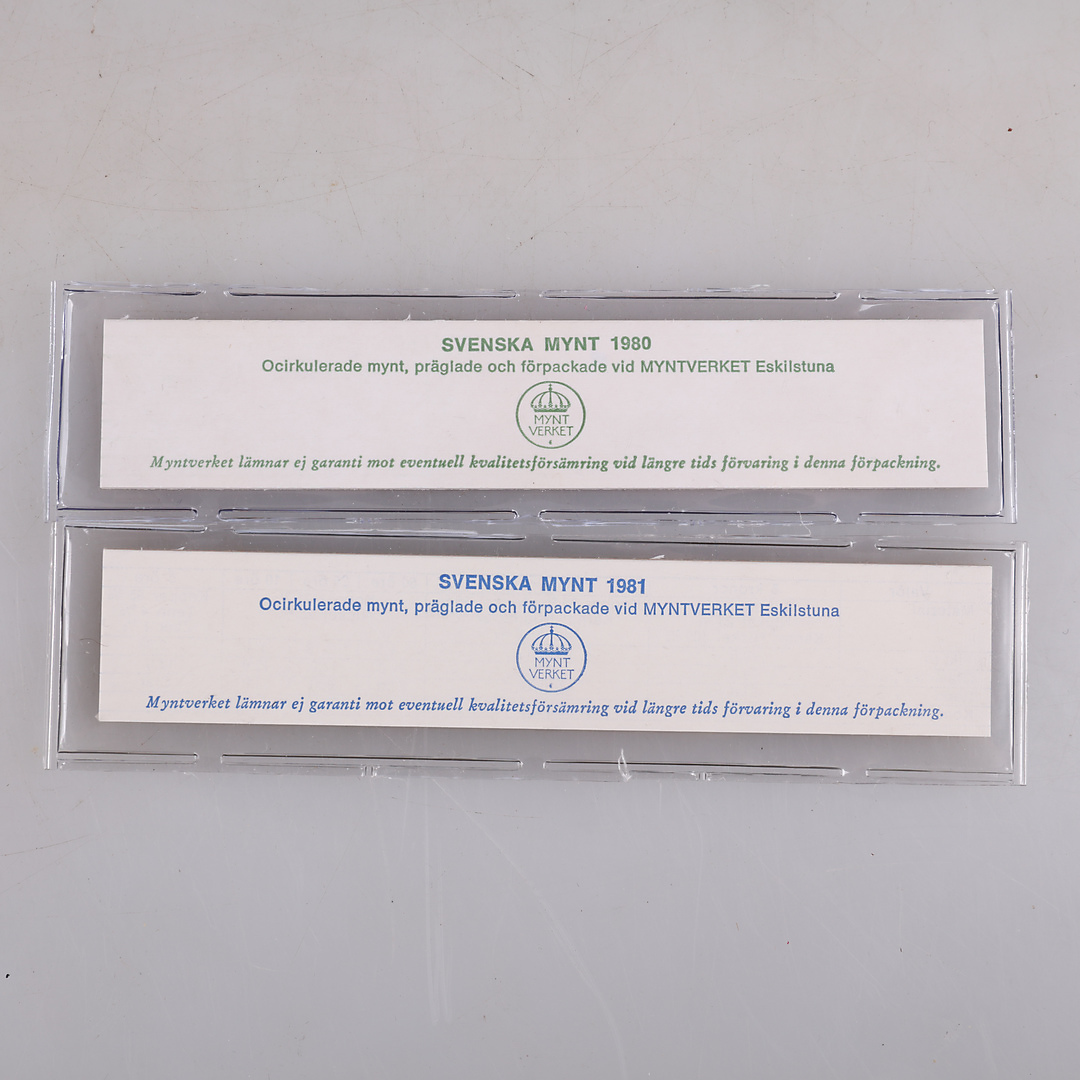 SVENSKA MYNT 1980
Ocirkulerade mynt, präglade och förpackade vid MYNTVERKET Eskilstuna
MYNT
VERKET
Myntverket lämnar ej garanti mot eventuell kvalitetsförsämring vid längre tids förvaring i denna förpackning.
SVENSKA MYNT 1981
Ocirkulerade mynt, präglade och förpackade vid MYNTVERKET Eskilstuna
MYNT
VERKET
Myntverket lämnar ej garanti mot eventuell kvalitetsförsämring vid längre tids förvaring i denna förpackning.